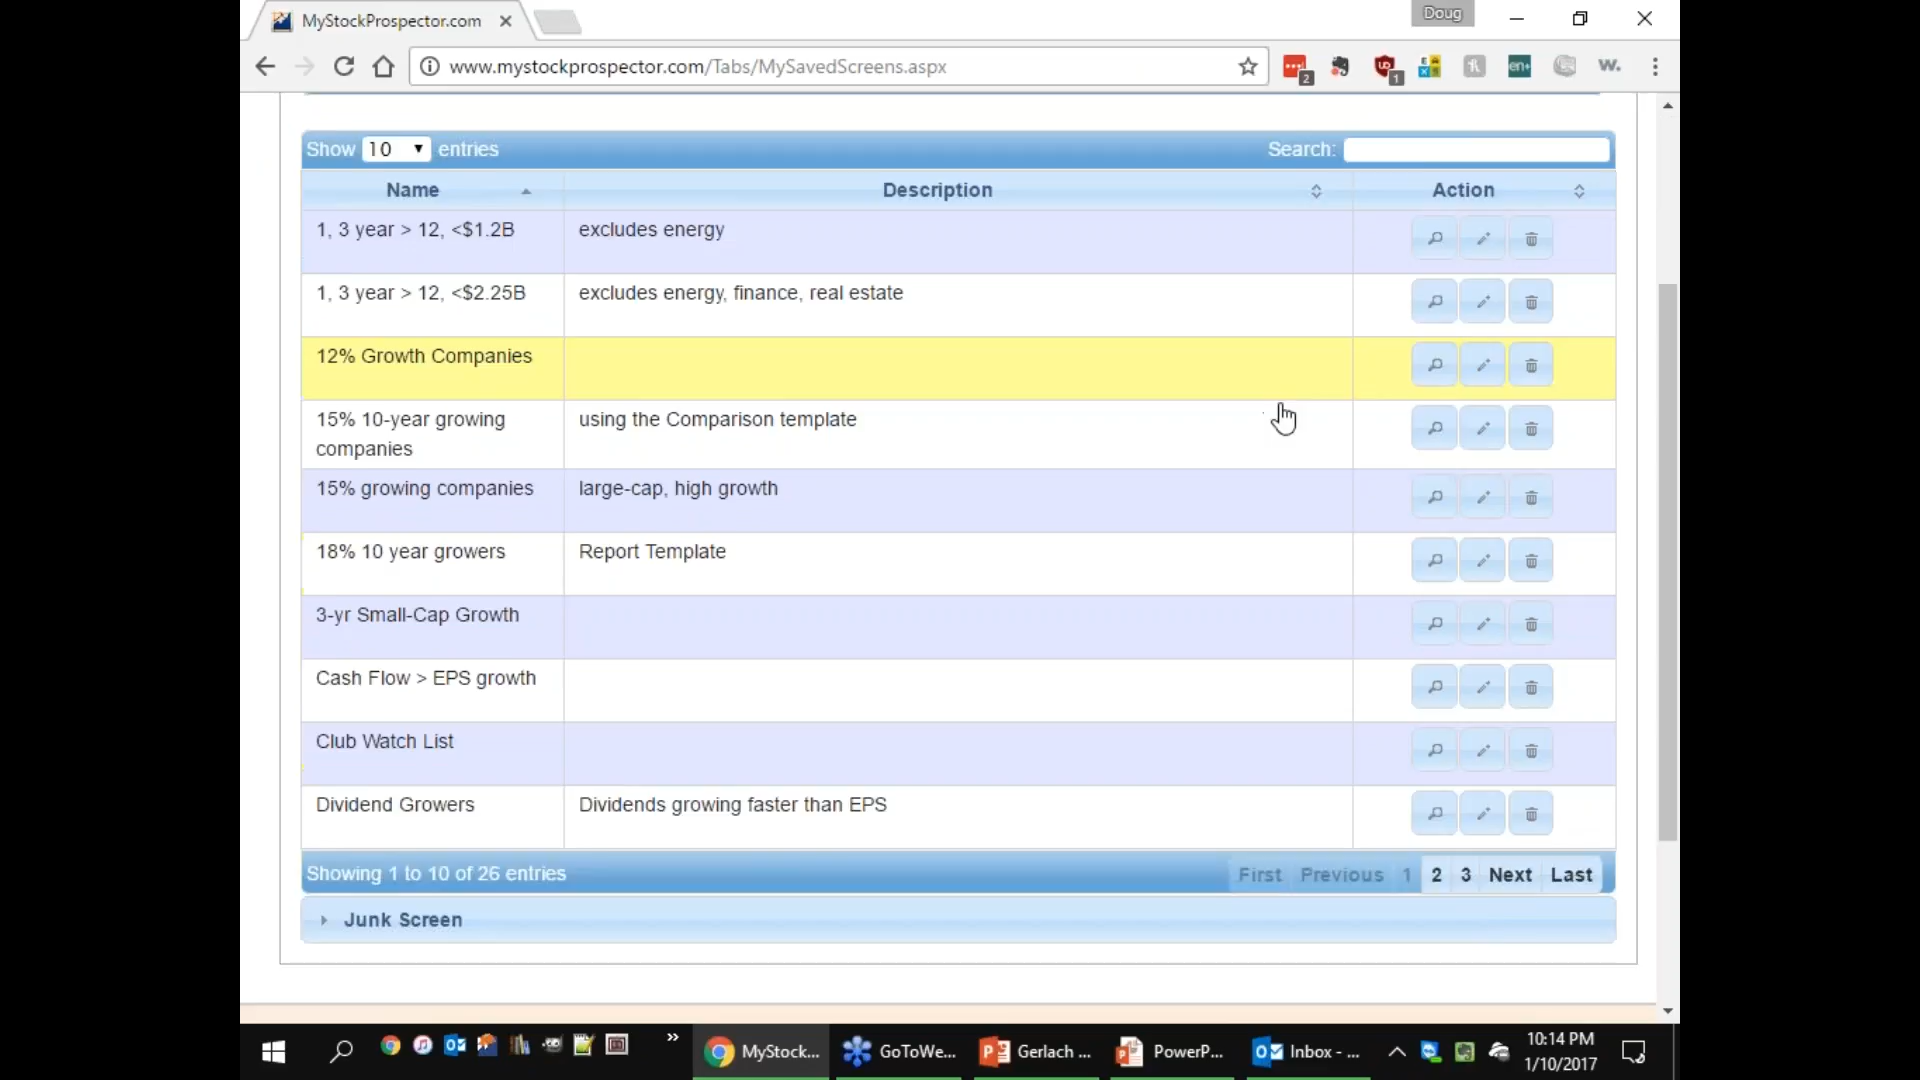 MyStockProspector.com
Doug
www.mystockprospector.com/Tabs/MySavedScreens.aspx
2
1
en+
w.
Show 10 entries
Search:
Name Description Action
1, 3 year > 12, <$1.2B excludes energy
1, 3 year > 12, <$2.25B excludes energy, finance, real estate
12% Growth Companies
15% 10-year growing using the Comparison template
companies
15% growing companies large-cap, high growth
18% 10 year growers Report Template
3-yr Small-Cap Growth
Cash Flow > EPS growth
Club Watch List
Dividend Growers Dividends growing faster than EPS
Showing 1 to 10 of 26 entries First Previous 1 2 3 Next Last
Junk Screen
MyStock... GoToWe... Gerlach ... PowerP... Inbox - ... 10:14 PM
1/10/2017